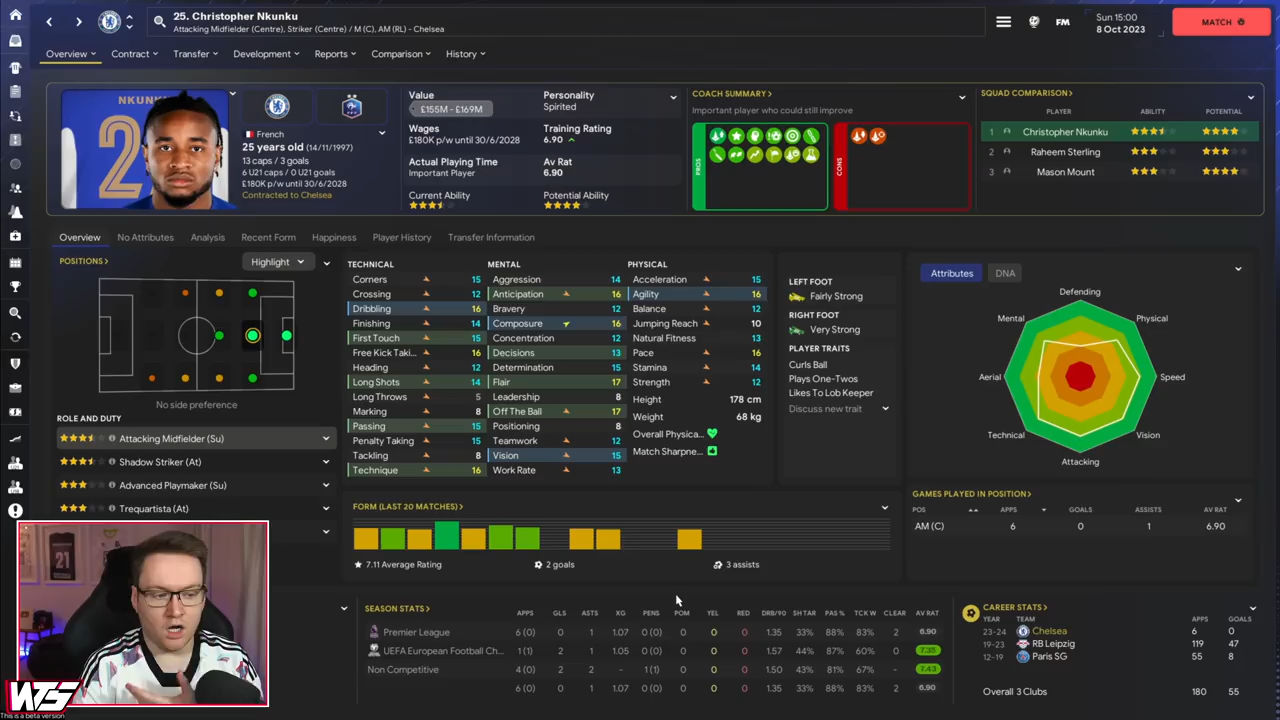 25. Christopher Nkunku
Attacking Midfielder (Centre), Striker (Centre) / M (C), AM (RL) - Chelsea
FM
Sun 15:00
8 Oct 2023
MATCH
Overview
Contract
Transfer
Development
Reports
Comparison
History
NKUNKU
French
25 years old (14/11/1997)
13 caps / 3 goals
6 U21 caps / 0 U21 goals
£180K p/w until 30/6/2028
Contracted to Chelsea
Value
£155M - £169M
Wages
£180K p/w until 30/6/2028
Actual Playing Time
Important Player
Current Ability
Personality
Spirited
Training Rating
6.90
Av Rat
6.90
Potential Ability
COACH SUMMARY >
Important player who could still improve
PROS
CONS
SQUAD COMPARISON >
PLAYER ABILITY POTENTIAL
1 Christopher Nkunku
2 Raheem Sterling
3 Mason Mount
Overview
No Attributes
Analysis
Recent Form
Happiness
Player History
Transfer Information
POSITIONS >
Highlight
No side preference
ROLE AND DUTY
Attacking Midfielder (Su)
Shadow Striker (At)
Advanced Playmaker (Su)
Trequartista (At)
TECHNICAL
Corners 15
Crossing 12
Dribbling 16
Finishing 14
First Touch 15
Free Kick Taki... 16
Heading 12
Long Shots 14
Long Throws 5
Marking 8
Passing 15
Penalty Taking 15
Tackling 8
Technique 16
MENTAL
Aggression 14
Anticipation 16
Bravery 12
Composure 16
Concentration 12
Decisions 13
Determination 15
Flair 17
Leadership 8
Off The Ball 17
Positioning 8
Teamwork 12
Vision 15
Work Rate 13
PHYSICAL
Acceleration 15
Agility 16
Balance 12
Jumping Reach 10
Natural Fitness 13
Pace 16
Stamina 14
Strength 12
Height 178 cm
Weight 68 kg
Overall Physica...
Match Sharpne...
LEFT FOOT
Fairly Strong
RIGHT FOOT
Very Strong
PLAYER TRAITS
Curls Ball
Plays One-Twos
Likes To Lob Keeper
Discuss new trait
Attributes
DNA
Defending
Physical
Speed
Vision
Attacking
Technical
Aerial
Mental
FORM (LAST 20 MATCHES) >
7.11 Average Rating
2 goals
3 assists
GAMES PLAYED IN POSITION >
POS APPS GOALS ASSISTS AV RAT
AM (C) 6 0 1 6.90
SEASON STATS >
APPS GLS ASTS XG PENS POM YEL RED DRB/90 SH TAR PAS % TCK W CLEAR AV RAT
Premier League 6 (0) 0 1 1.07 0 (0) 0 0 0 1.35 33% 88% 83% 2 6.90
UEFA European Football Ch... 1 (1) 2 1 1.05 0 (0) 0 0 0 1.57 44% 87% 60% 0 7.35
Non Competitive 4 (0) 2 2 - 1 (1) 0 0 0 1.50 43% 81% 67% - 7.43
6 (0) 0 1 1.07 0 (0) 0 0 0 1.35 33% 88% 83% 2 6.90
CAREER STATS >
YEAR TEAM APPS GOALS
23-24 Chelsea 6 0
19-23 RB Leipzig 119 47
12-19 Paris SG 55 8
Overall 3 Clubs 180 55
21
WTS
This is a beta version